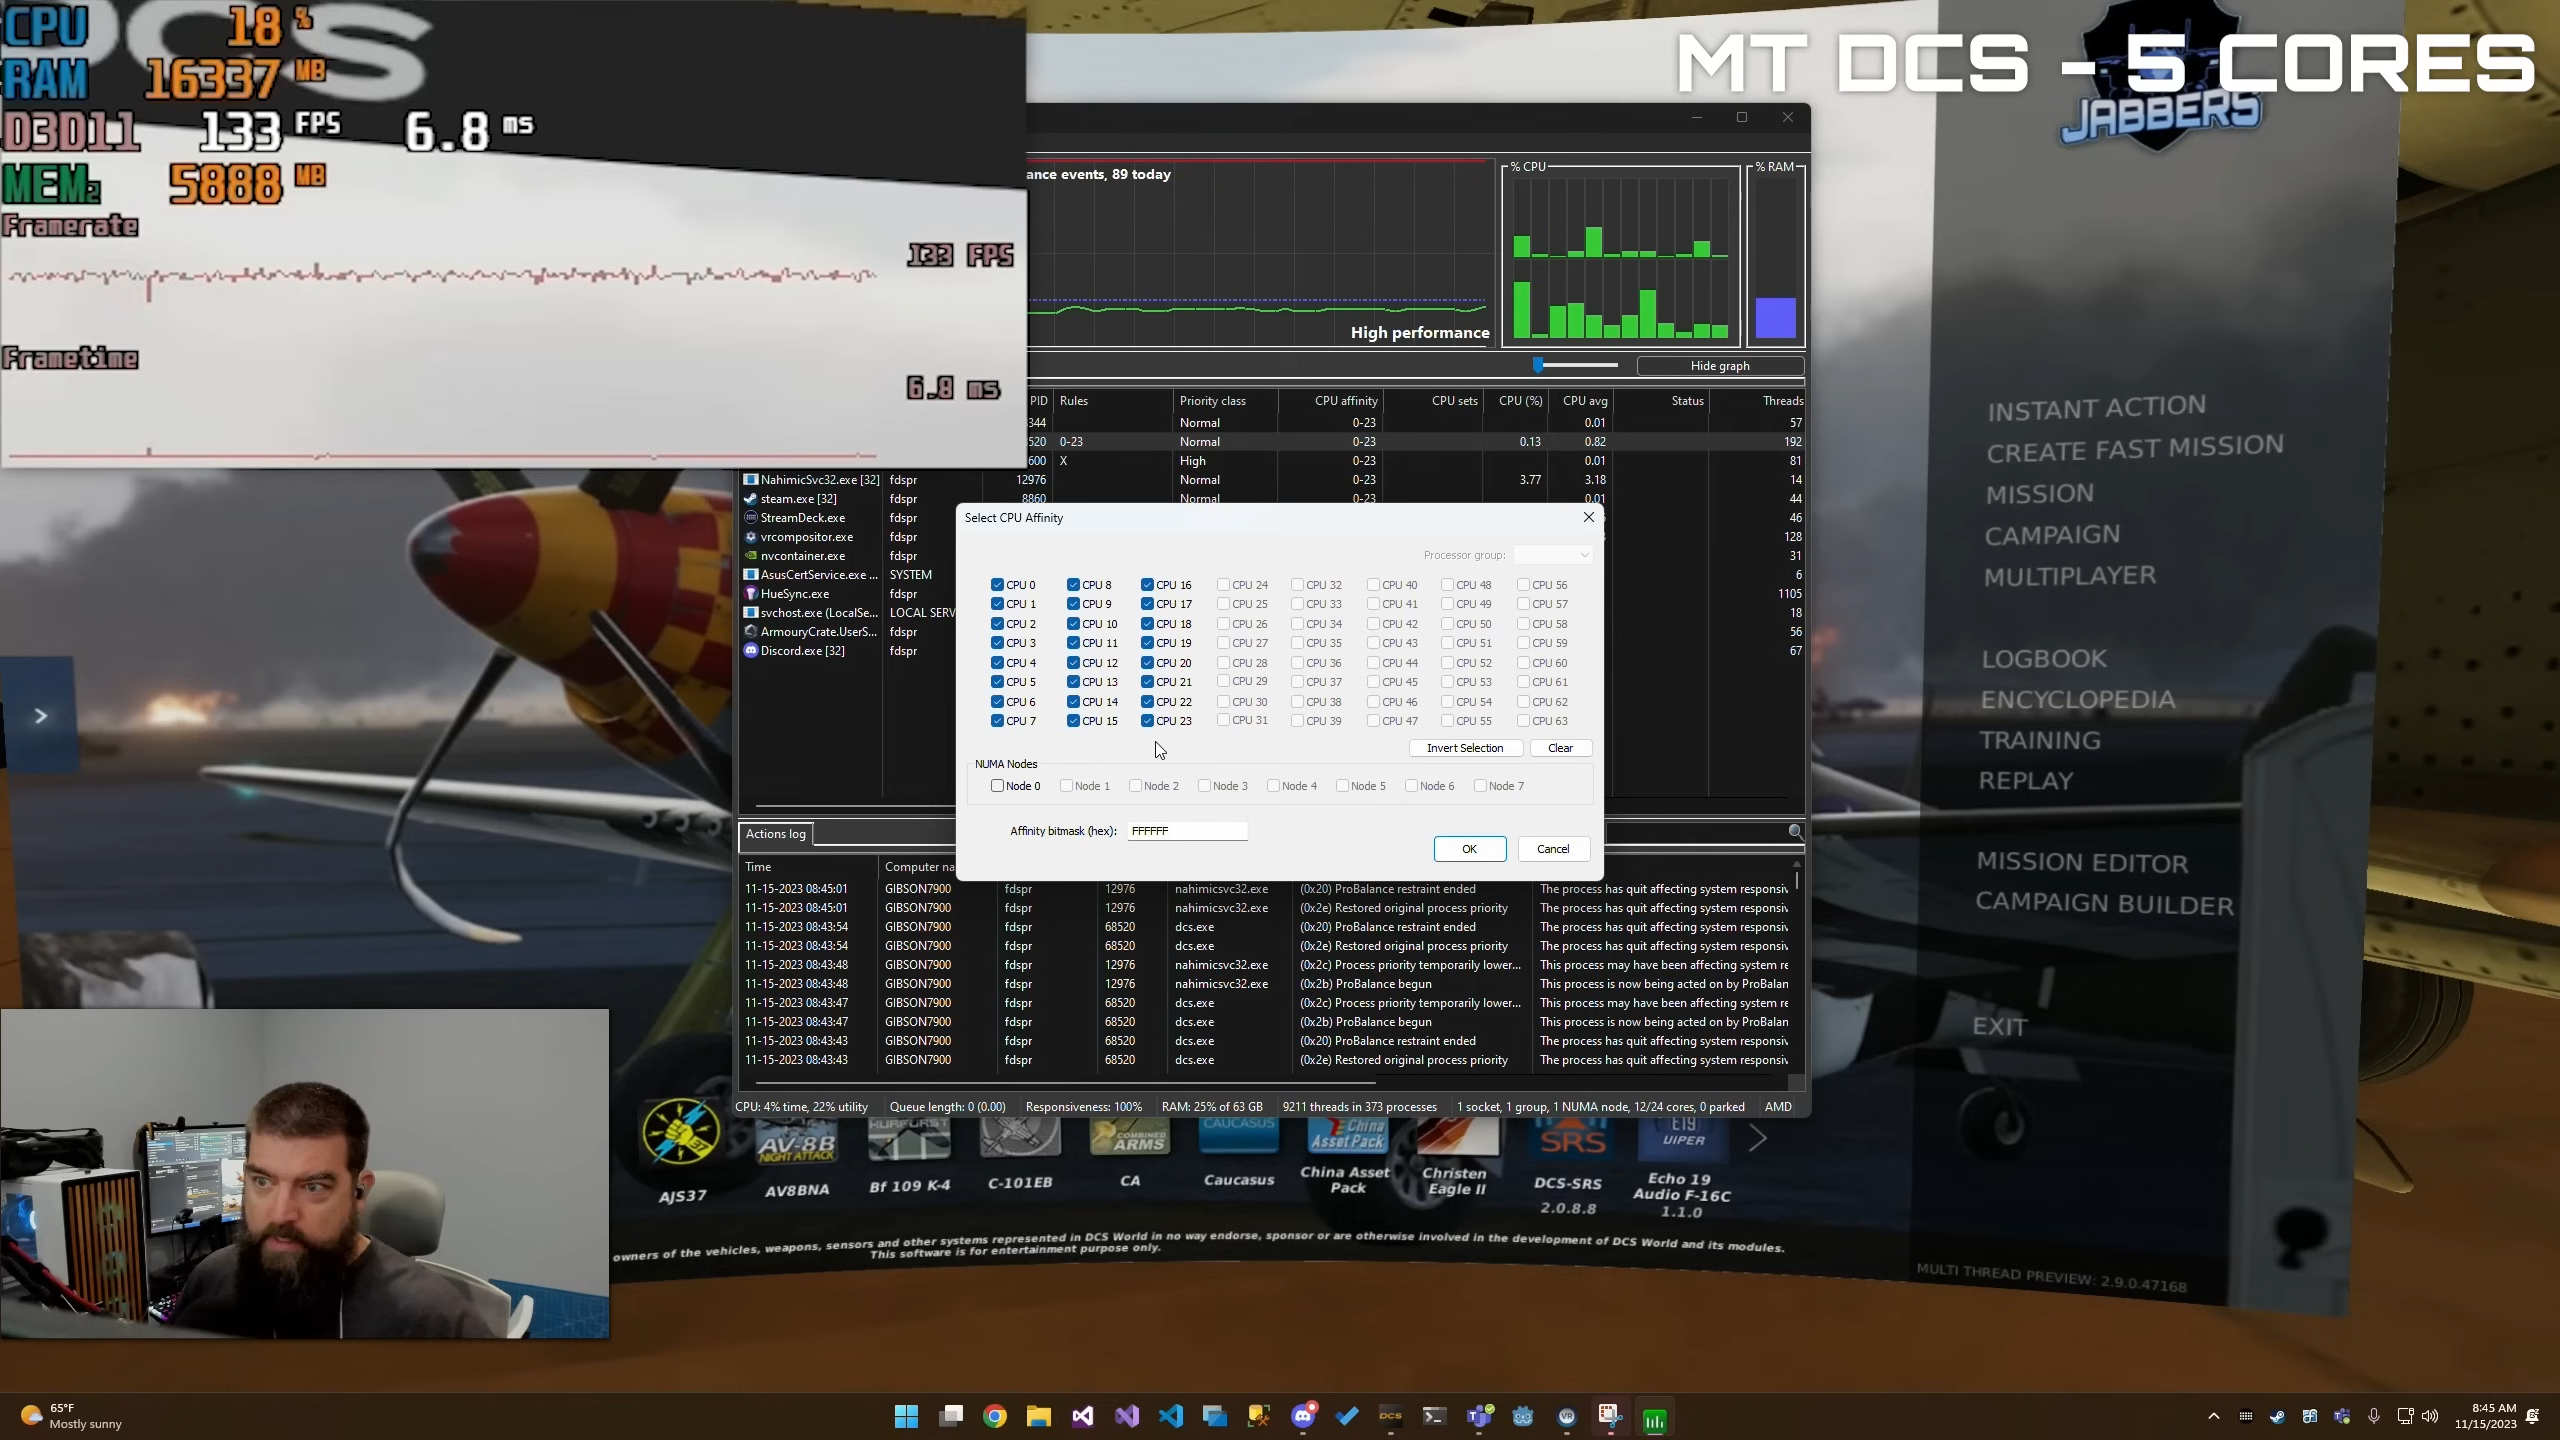 CPU 18 %
RAM 16337 MB
D3D11 133 FPS 6.8 ms
MEM2 5888 MB
Framerate
133 FPS
Frametime
6.8 ms
MT DCS - 5 CORES
JABBERS
ance events, 89 today
% CPU
% RAM
High performance
Hide graph
PID Rules Priority class CPU affinity CPU sets CPU (%) CPU avg Status Threads
344 Normal 0-23 0.01 57
520 0-23 Normal 0-23 0.13 0.82 192
600 X High 0-23 0.01 81
NahimicSvc32.exe [32] fdspr 12976 Normal 0-23 3.77 3.18 14
steam.exe [32] fdspr 8860 Normal 0-23 0.01 44
StreamDeck.exe fdspr 46
vrcompositor.exe fdspr 128
nvcontainer.exe fdspr 31
AsusCertService.exe ... SYSTEM 6
HueSync.exe fdspr 1105
svchost.exe (LocalSe... LOCAL SERV 18
ArmouryCrate.UserS... fdspr 56
Discord.exe [32] fdspr 67
Select CPU Affinity
Processor group:
CPU 0 CPU 8 CPU 16 CPU 24 CPU 32 CPU 40 CPU 48 CPU 56
CPU 1 CPU 9 CPU 17 CPU 25 CPU 33 CPU 41 CPU 49 CPU 57
CPU 2 CPU 10 CPU 18 CPU 26 CPU 34 CPU 42 CPU 50 CPU 58
CPU 3 CPU 11 CPU 19 CPU 27 CPU 35 CPU 43 CPU 51 CPU 59
CPU 4 CPU 12 CPU 20 CPU 28 CPU 36 CPU 44 CPU 52 CPU 60
CPU 5 CPU 13 CPU 21 CPU 29 CPU 37 CPU 45 CPU 53 CPU 61
CPU 6 CPU 14 CPU 22 CPU 30 CPU 38 CPU 46 CPU 54 CPU 62
CPU 7 CPU 15 CPU 23 CPU 31 CPU 39 CPU 47 CPU 55 CPU 63
Invert Selection Clear
NUMA Nodes
Node 0 Node 1 Node 2 Node 3 Node 4 Node 5 Node 6 Node 7
Affinity bitmask (hex): FFFFFF
OK Cancel
Actions log
Time Computer na
11-15-2023 08:45:01 GIBSON7900 fdspr 12976 nahimicsvc32.exe (0x20) ProBalance restraint ended The process has quit affecting system responsiv
11-15-2023 08:45:01 GIBSON7900 fdspr 12976 nahimicsvc32.exe (0x2e) Restored original process priority The process has quit affecting system responsiv
11-15-2023 08:43:54 GIBSON7900 fdspr 68520 dcs.exe (0x20) ProBalance restraint ended The process has quit affecting system responsiv
11-15-2023 08:43:54 GIBSON7900 fdspr 68520 dcs.exe (0x2e) Restored original process priority The process has quit affecting system responsiv
11-15-2023 08:43:48 GIBSON7900 fdspr 12976 nahimicsvc32.exe (0x2c) Process priority temporarily lower... This process may have been affecting system re
11-15-2023 08:43:48 GIBSON7900 fdspr 12976 nahimicsvc32.exe (0x2b) ProBalance begun This process is now being acted on by ProBalan
11-15-2023 08:43:47 GIBSON7900 fdspr 68520 dcs.exe (0x2c) Process priority temporarily lower... This process may have been affecting system re
11-15-2023 08:43:47 GIBSON7900 fdspr 68520 dcs.exe (0x2b) ProBalance begun This process is now being acted on by ProBalan
11-15-2023 08:43:43 GIBSON7900 fdspr 68520 dcs.exe (0x20) ProBalance restraint ended The process has quit affecting system responsiv
11-15-2023 08:43:43 GIBSON7900 fdspr 68520 dcs.exe (0x2e) Restored original process priority The process has quit affecting system responsiv
CPU: 4% time, 22% utility Queue length: 0 (0.00) Responsiveness: 100% RAM: 25% of 63 GB 9211 threads in 373 processes 1 socket, 1 group, 1 NUMA node, 12/24 cores, 0 parked AMD
INSTANT ACTION
CREATE FAST MISSION
MISSION
CAMPAIGN
MULTIPLAYER
LOGBOOK
ENCYCLOPEDIA
TRAINING
REPLAY
MISSION EDITOR
CAMPAIGN BUILDER
EXIT
AV-8B
NIGHT ATTACK
COMBINED
ARMS
CAUCASUS
China
Asset Pack
SRS
E19
VIPER
AJS37
AV8BNA
Bf 109 K-4
C-101EB
CA
Caucasus
China Asset
Pack
Christen
Eagle II
DCS-SRS
2.0.8.8
Echo 19
Audio F-16C
1.1.0
owners of the vehicles, weapons, sensors and other systems represented in DCS World in no way endorse, sponsor or are otherwise involved in the development of DCS World and its modules.
This software is for entertainment purpose only.
MULTI THREAD PREVIEW: 2.9.0.47168
65°F
Mostly sunny
DCS
VR
8:45 AM
11/15/2023